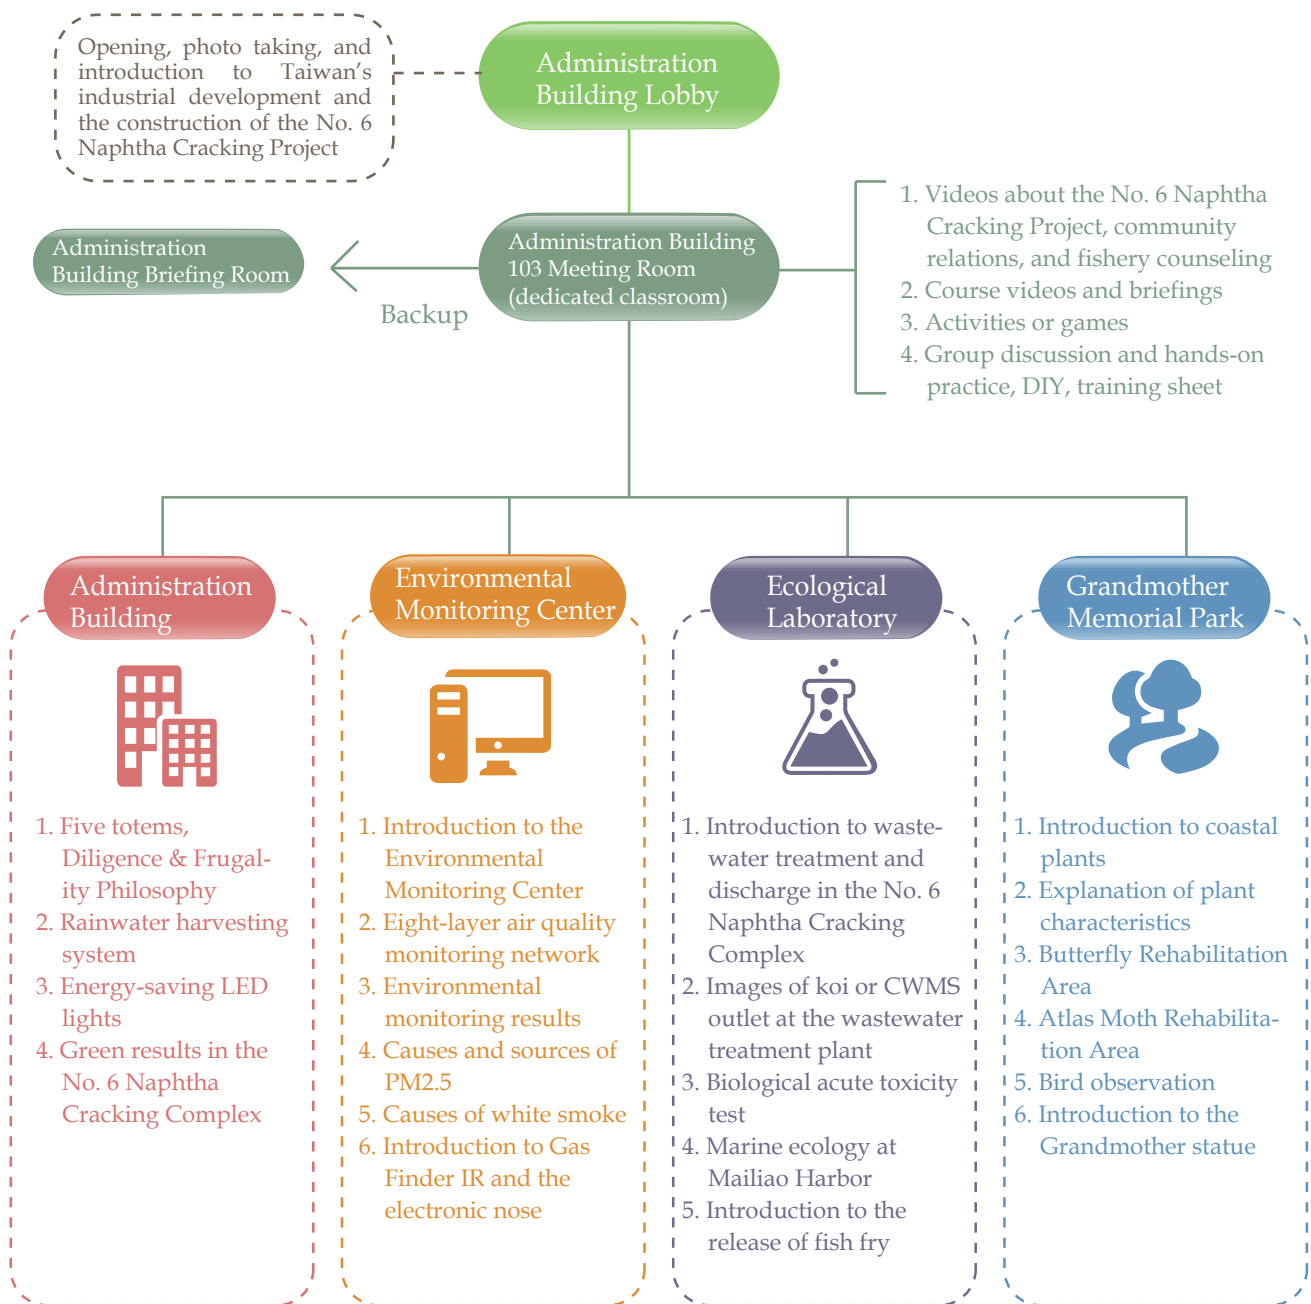 Opening, photo taking, and
introduction to Taiwan's
industrial development and
the construction of the No. 6
Naphtha Cracking Project
Administration
Building Lobby
Administration
Building Briefing Room
Backup
Administration Building
103 Meeting Room
(dedicated classroom)
1. Videos about the No. 6 Naphtha
Cracking Project, community
relations, and fishery counseling
2. Course videos and briefings
3. Activities or games
4. Group discussion and hands-on
practice, DIY, training sheet
Administration
Building
1. Five totems,
Diligence & Frugal-
ity Philosophy
2. Rainwater harvesting
system
3. Energy-saving LED
lights
4. Green results in the
No. 6 Naphtha
Cracking Complex
Environmental
Monitoring Center
1. Introduction to the
Environmental
Monitoring Center
2. Eight-layer air quality
monitoring network
3. Environmental
monitoring results
4. Causes and sources of
PM2.5
5. Causes of white smoke
6. Introduction to Gas
Finder IR and the
electronic nose
Ecological
Laboratory
1. Introduction to waste-
water treatment and
discharge in the No. 6
Naphtha Cracking
Complex
2. Images of koi or CWMS
outlet at the wastewater
treatment plant
3. Biological acute toxicity
test
4. Marine ecology at
Mailiao Harbor
5. Introduction to the
release of fish fry
Grandmother
Memorial Park
1. Introduction to coastal
plants
2. Explanation of plant
characteristics
3. Butterfly Rehabilitation
Area
4. Atlas Moth Rehabilita-
tion Area
5. Bird observation
6. Introduction to the
Grandmother statue